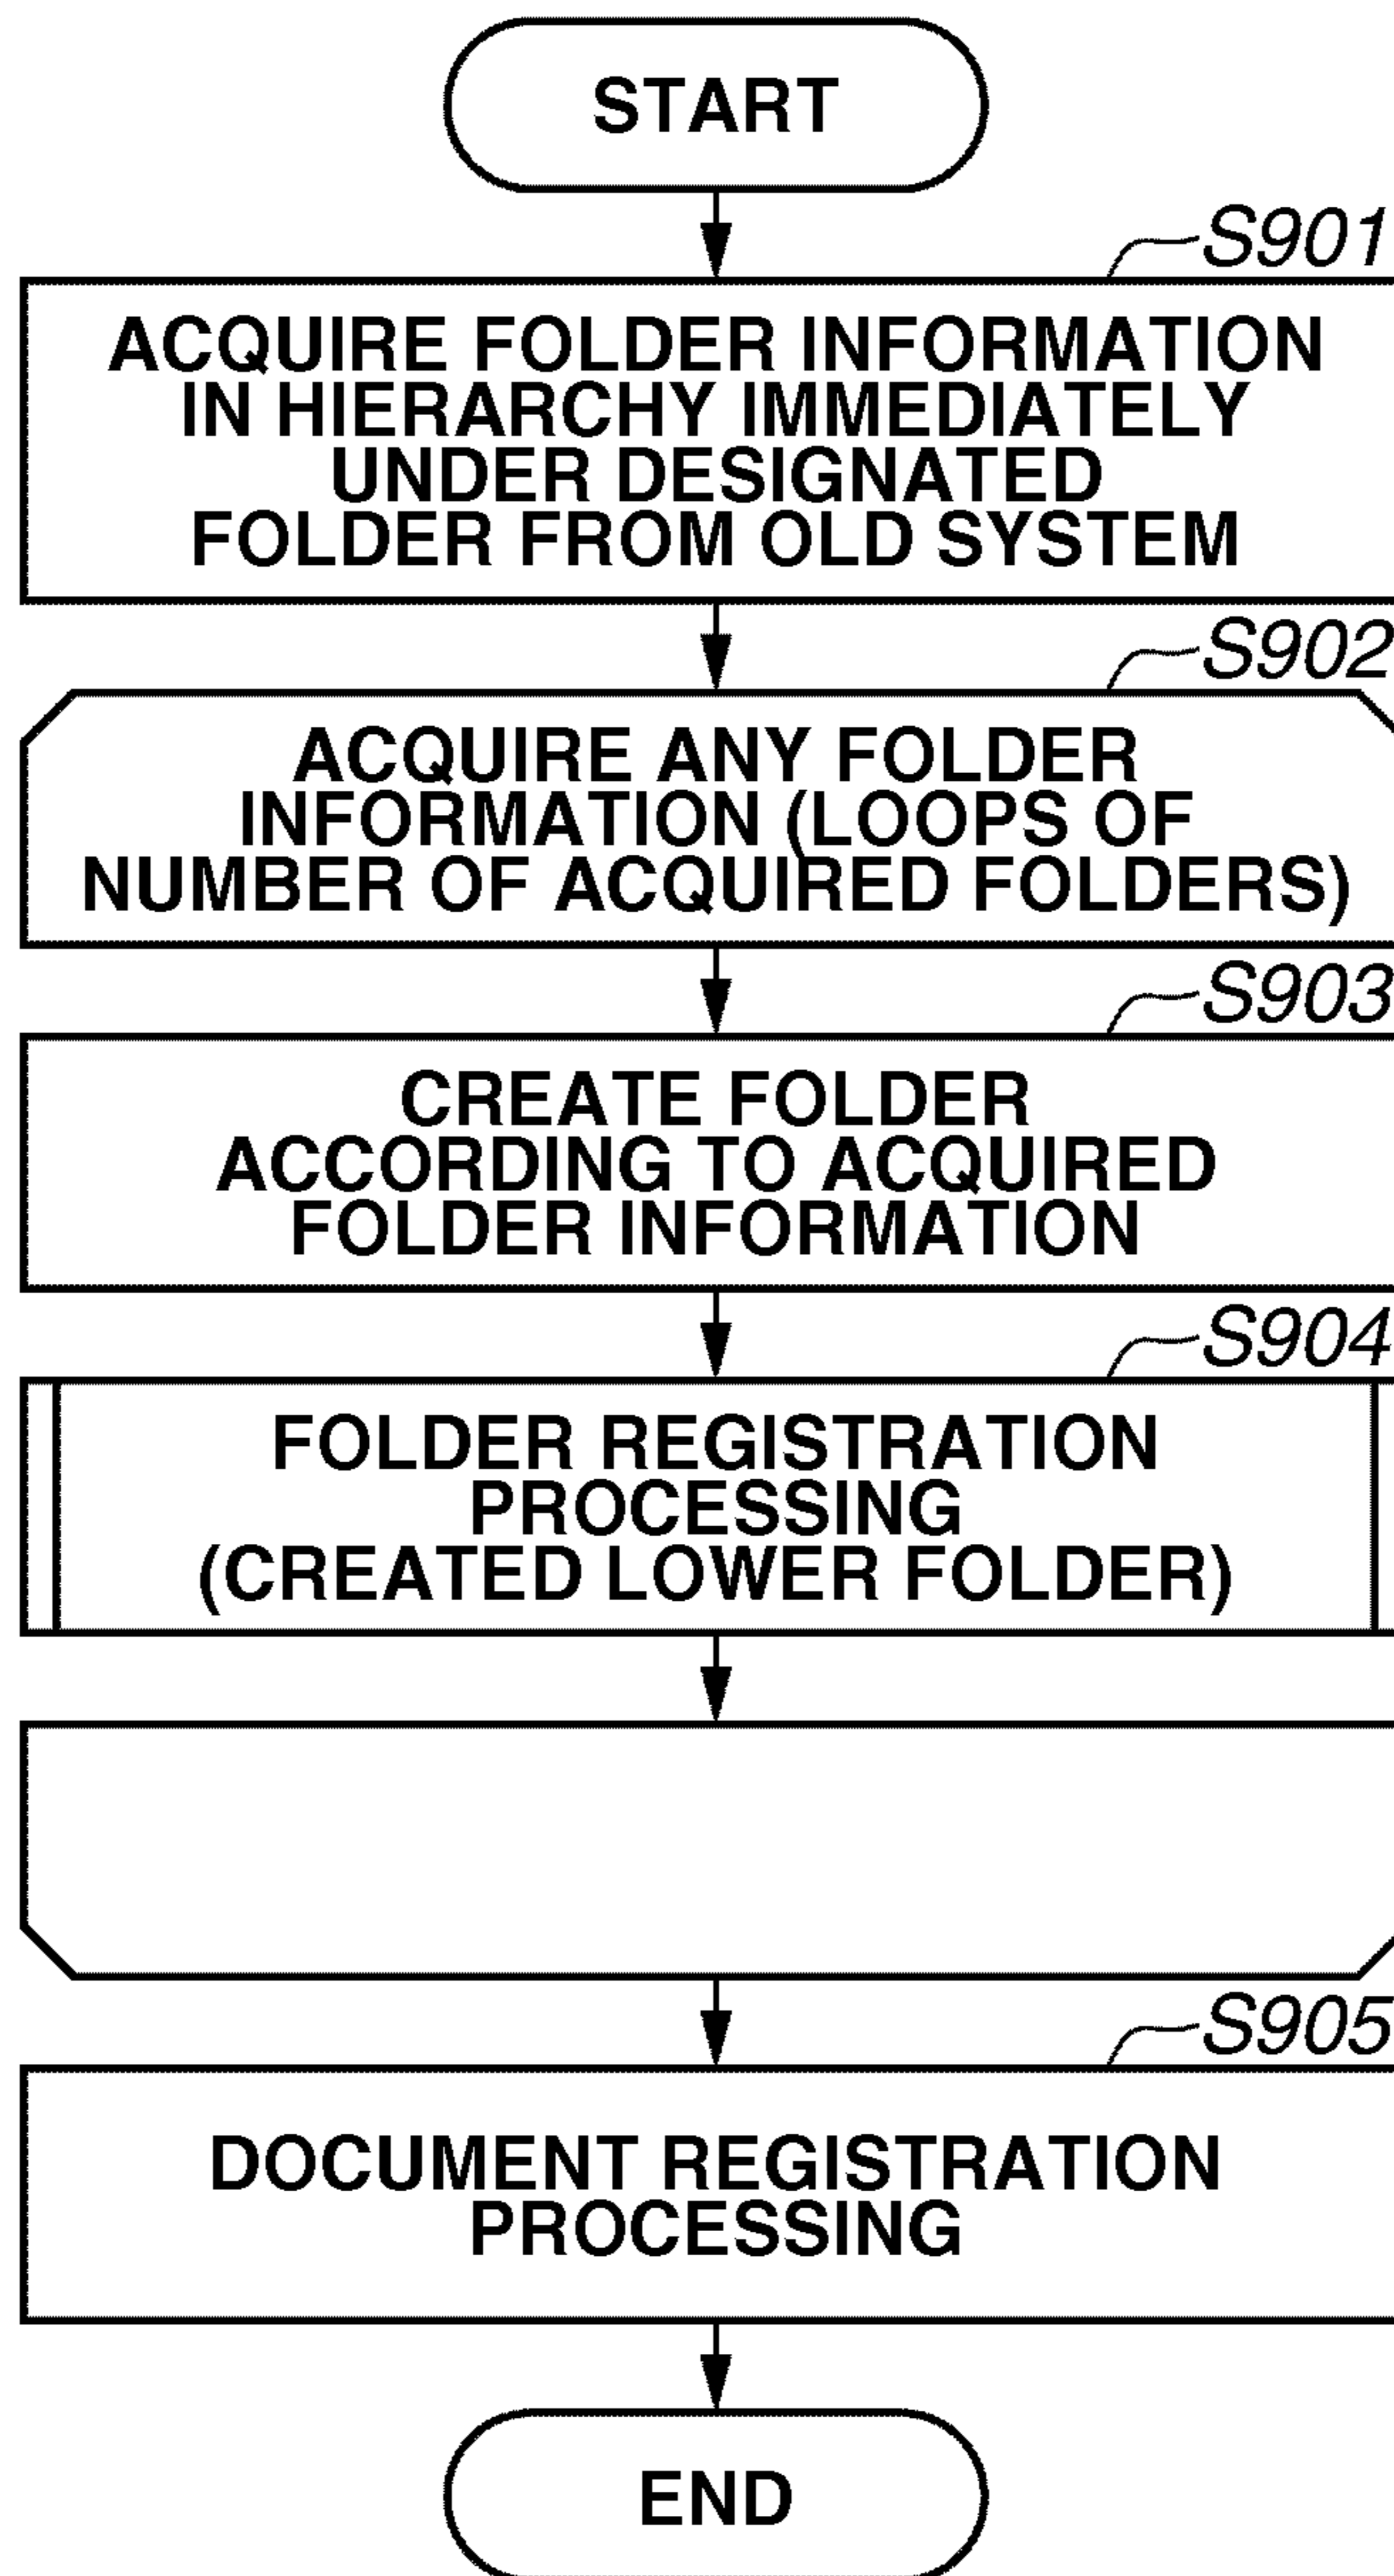 START
S901
ACQUIRE FOLDER INFORMATION
IN HIERARCHY IMMEDIATELY
UNDER DESIGNATED
FOLDER FROM OLD SYSTEM
S902
ACQUIRE ANY FOLDER
INFORMATION (LOOPS OF
NUMBER OF ACQUIRED FOLDERS)
S903
CREATE FOLDER
ACCORDING TO ACQUIRED
FOLDER INFORMATION
S904
FOLDER REGISTRATION
PROCESSING
(CREATED LOWER FOLDER)
S905
DOCUMENT REGISTRATION
PROCESSING
END